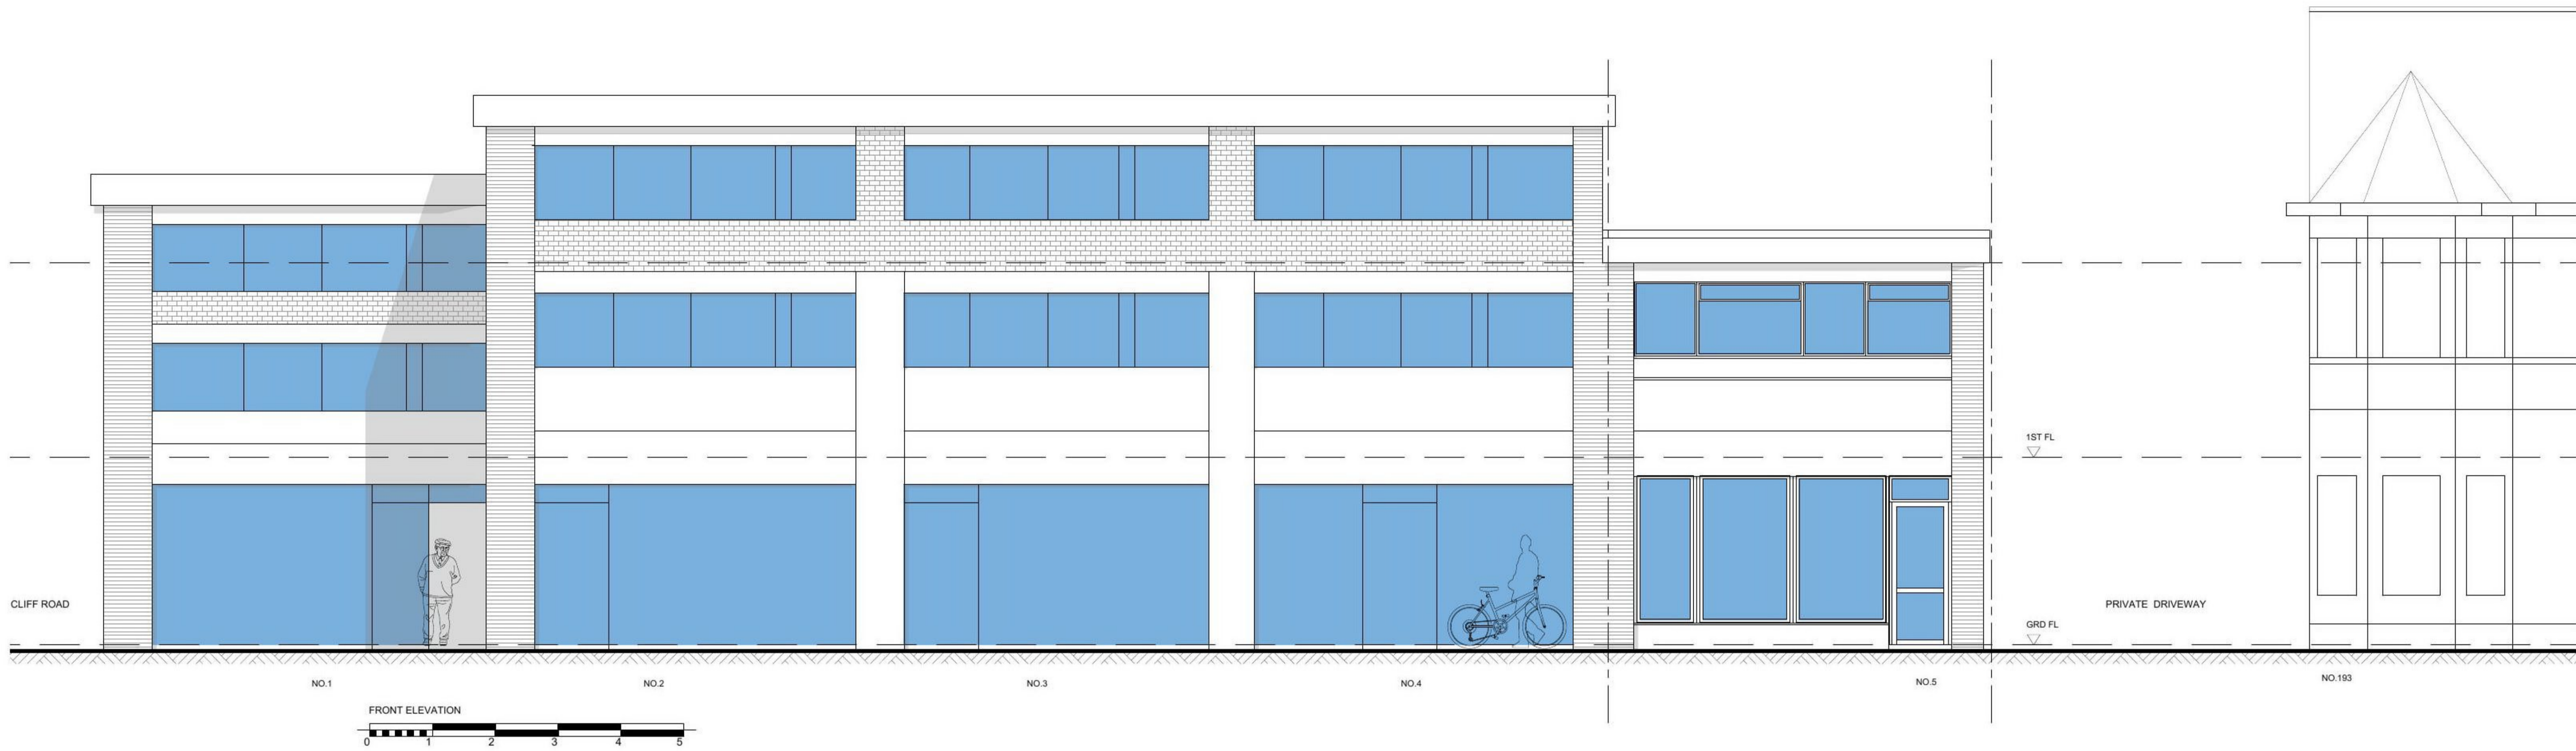 1ST FL
CLIFF ROAD
PRIVATE DRIVEWAY
GRD FL
NO.1
NO.2
NO.3
NO.4
NO.5
NO.193
FRONT ELEVATION
0 1 2 3 4 5